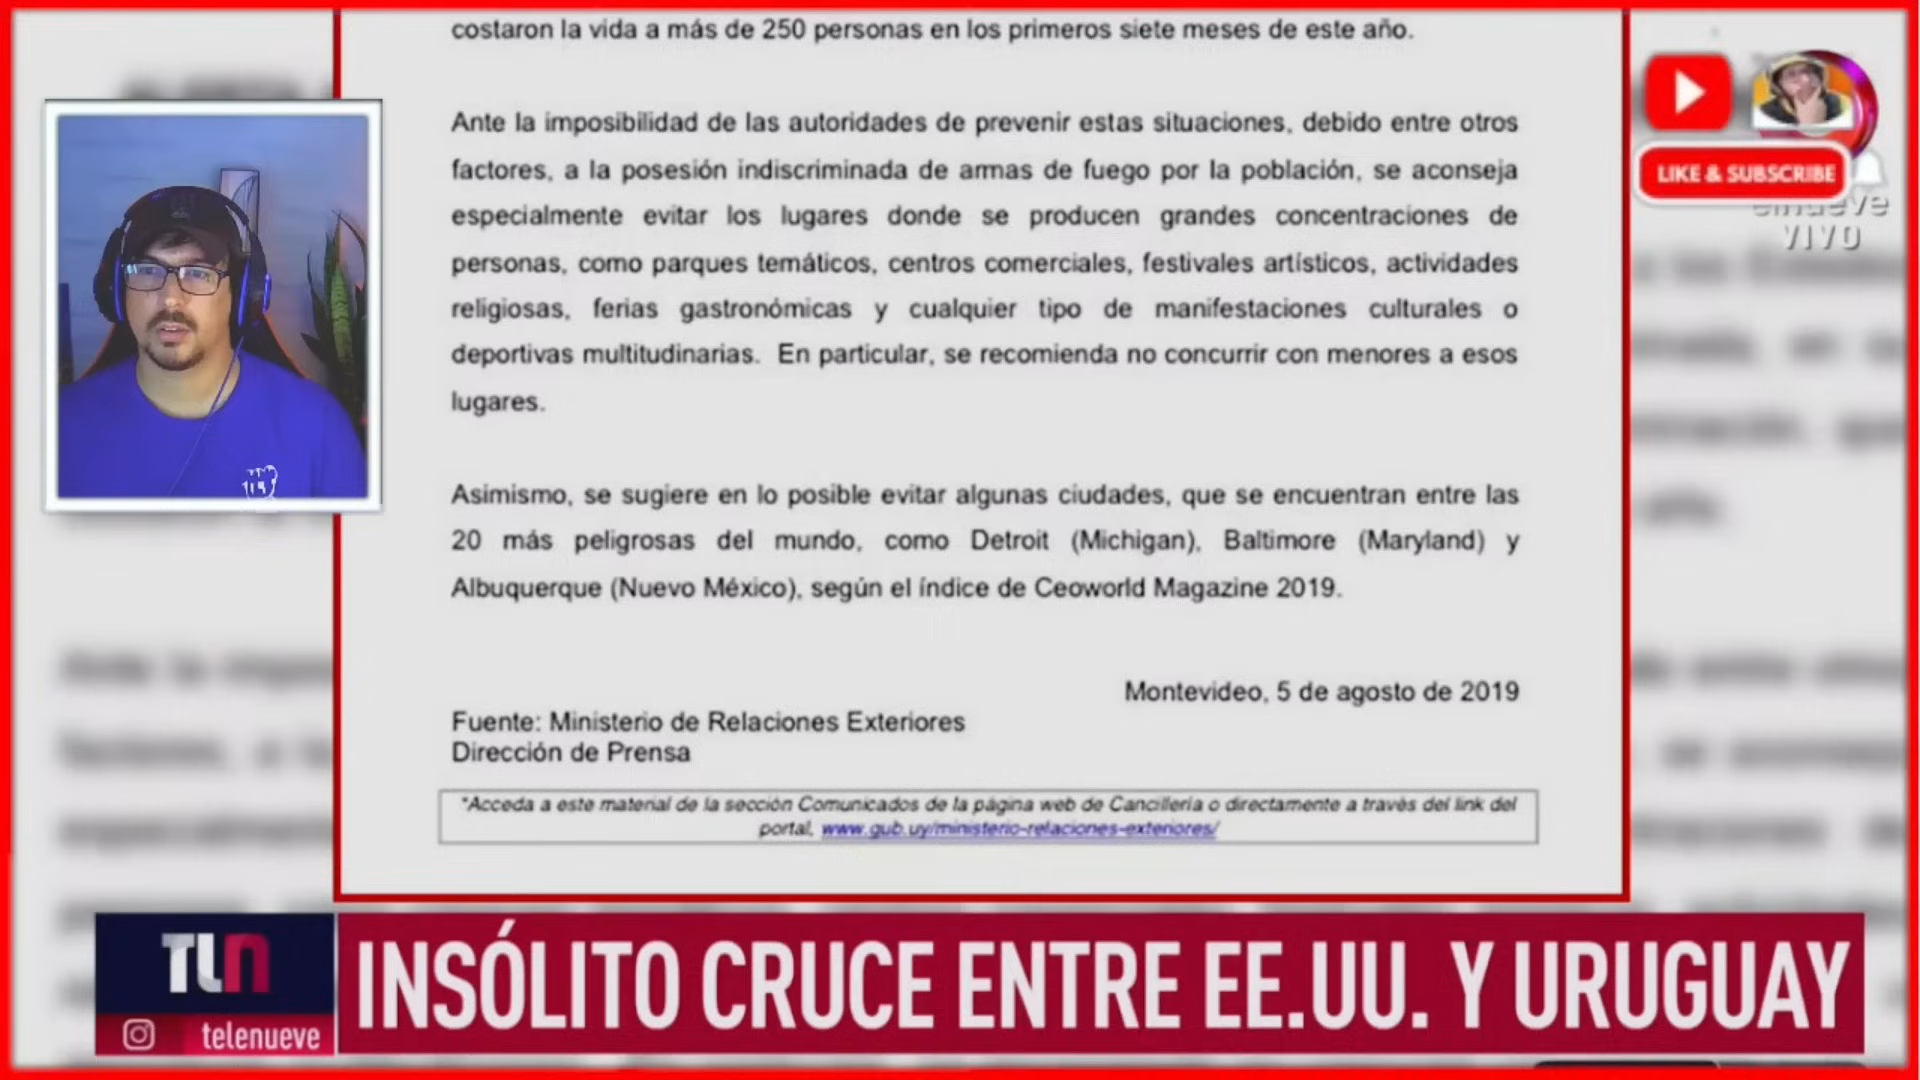 costaron la vida a más de 250 personas en los primeros siete meses de este año.
Ante la imposibilidad de las autoridades de prevenir estas situaciones, debido entre otros
factores, a la posesión indiscriminada de armas de fuego por la población, se aconseja
especialmente evitar los lugares donde se producen grandes concentraciones de
personas, como parques temáticos, centros comerciales, festivales artísticos, actividades
religiosas, ferias gastronómicas y cualquier tipo de manifestaciones culturales o
deportivas multitudinarias. En particular, se recomienda no concurrir con menores a esos
lugares.
Asimismo, se sugiere en lo posible evitar algunas ciudades, que se encuentran entre las
20 más peligrosas del mundo, como Detroit (Michigan), Baltimore (Maryland) y
Albuquerque (Nuevo México), según el índice de Ceoworld Magazine 2019.
Montevideo, 5 de agosto de 2019
Fuente: Ministerio de Relaciones Exteriores
Dirección de Prensa
*Acceda a este material de la sección Comunicados de la página web de Cancillería o directamente a través del link del
portal, www.gub.uy/ministerio-relaciones-exteriores/
LIKE & SUBSCRIBE
elnueve
VIVO
TLN
telenueve
INSÓLITO CRUCE ENTRE EE.UU. Y URUGUAY